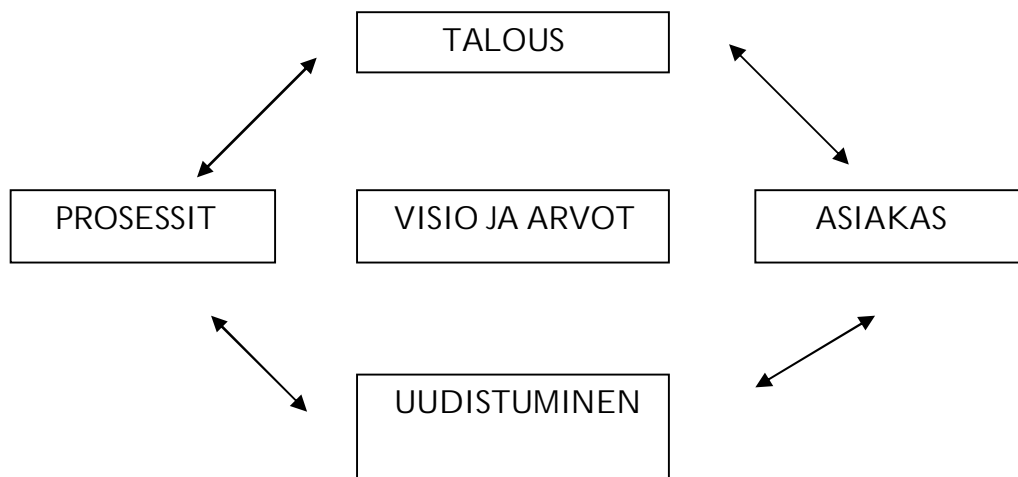 TALOUS
PROSESSIT
VISIO JA ARVOT
ASIAKAS
UUDISTUMINEN